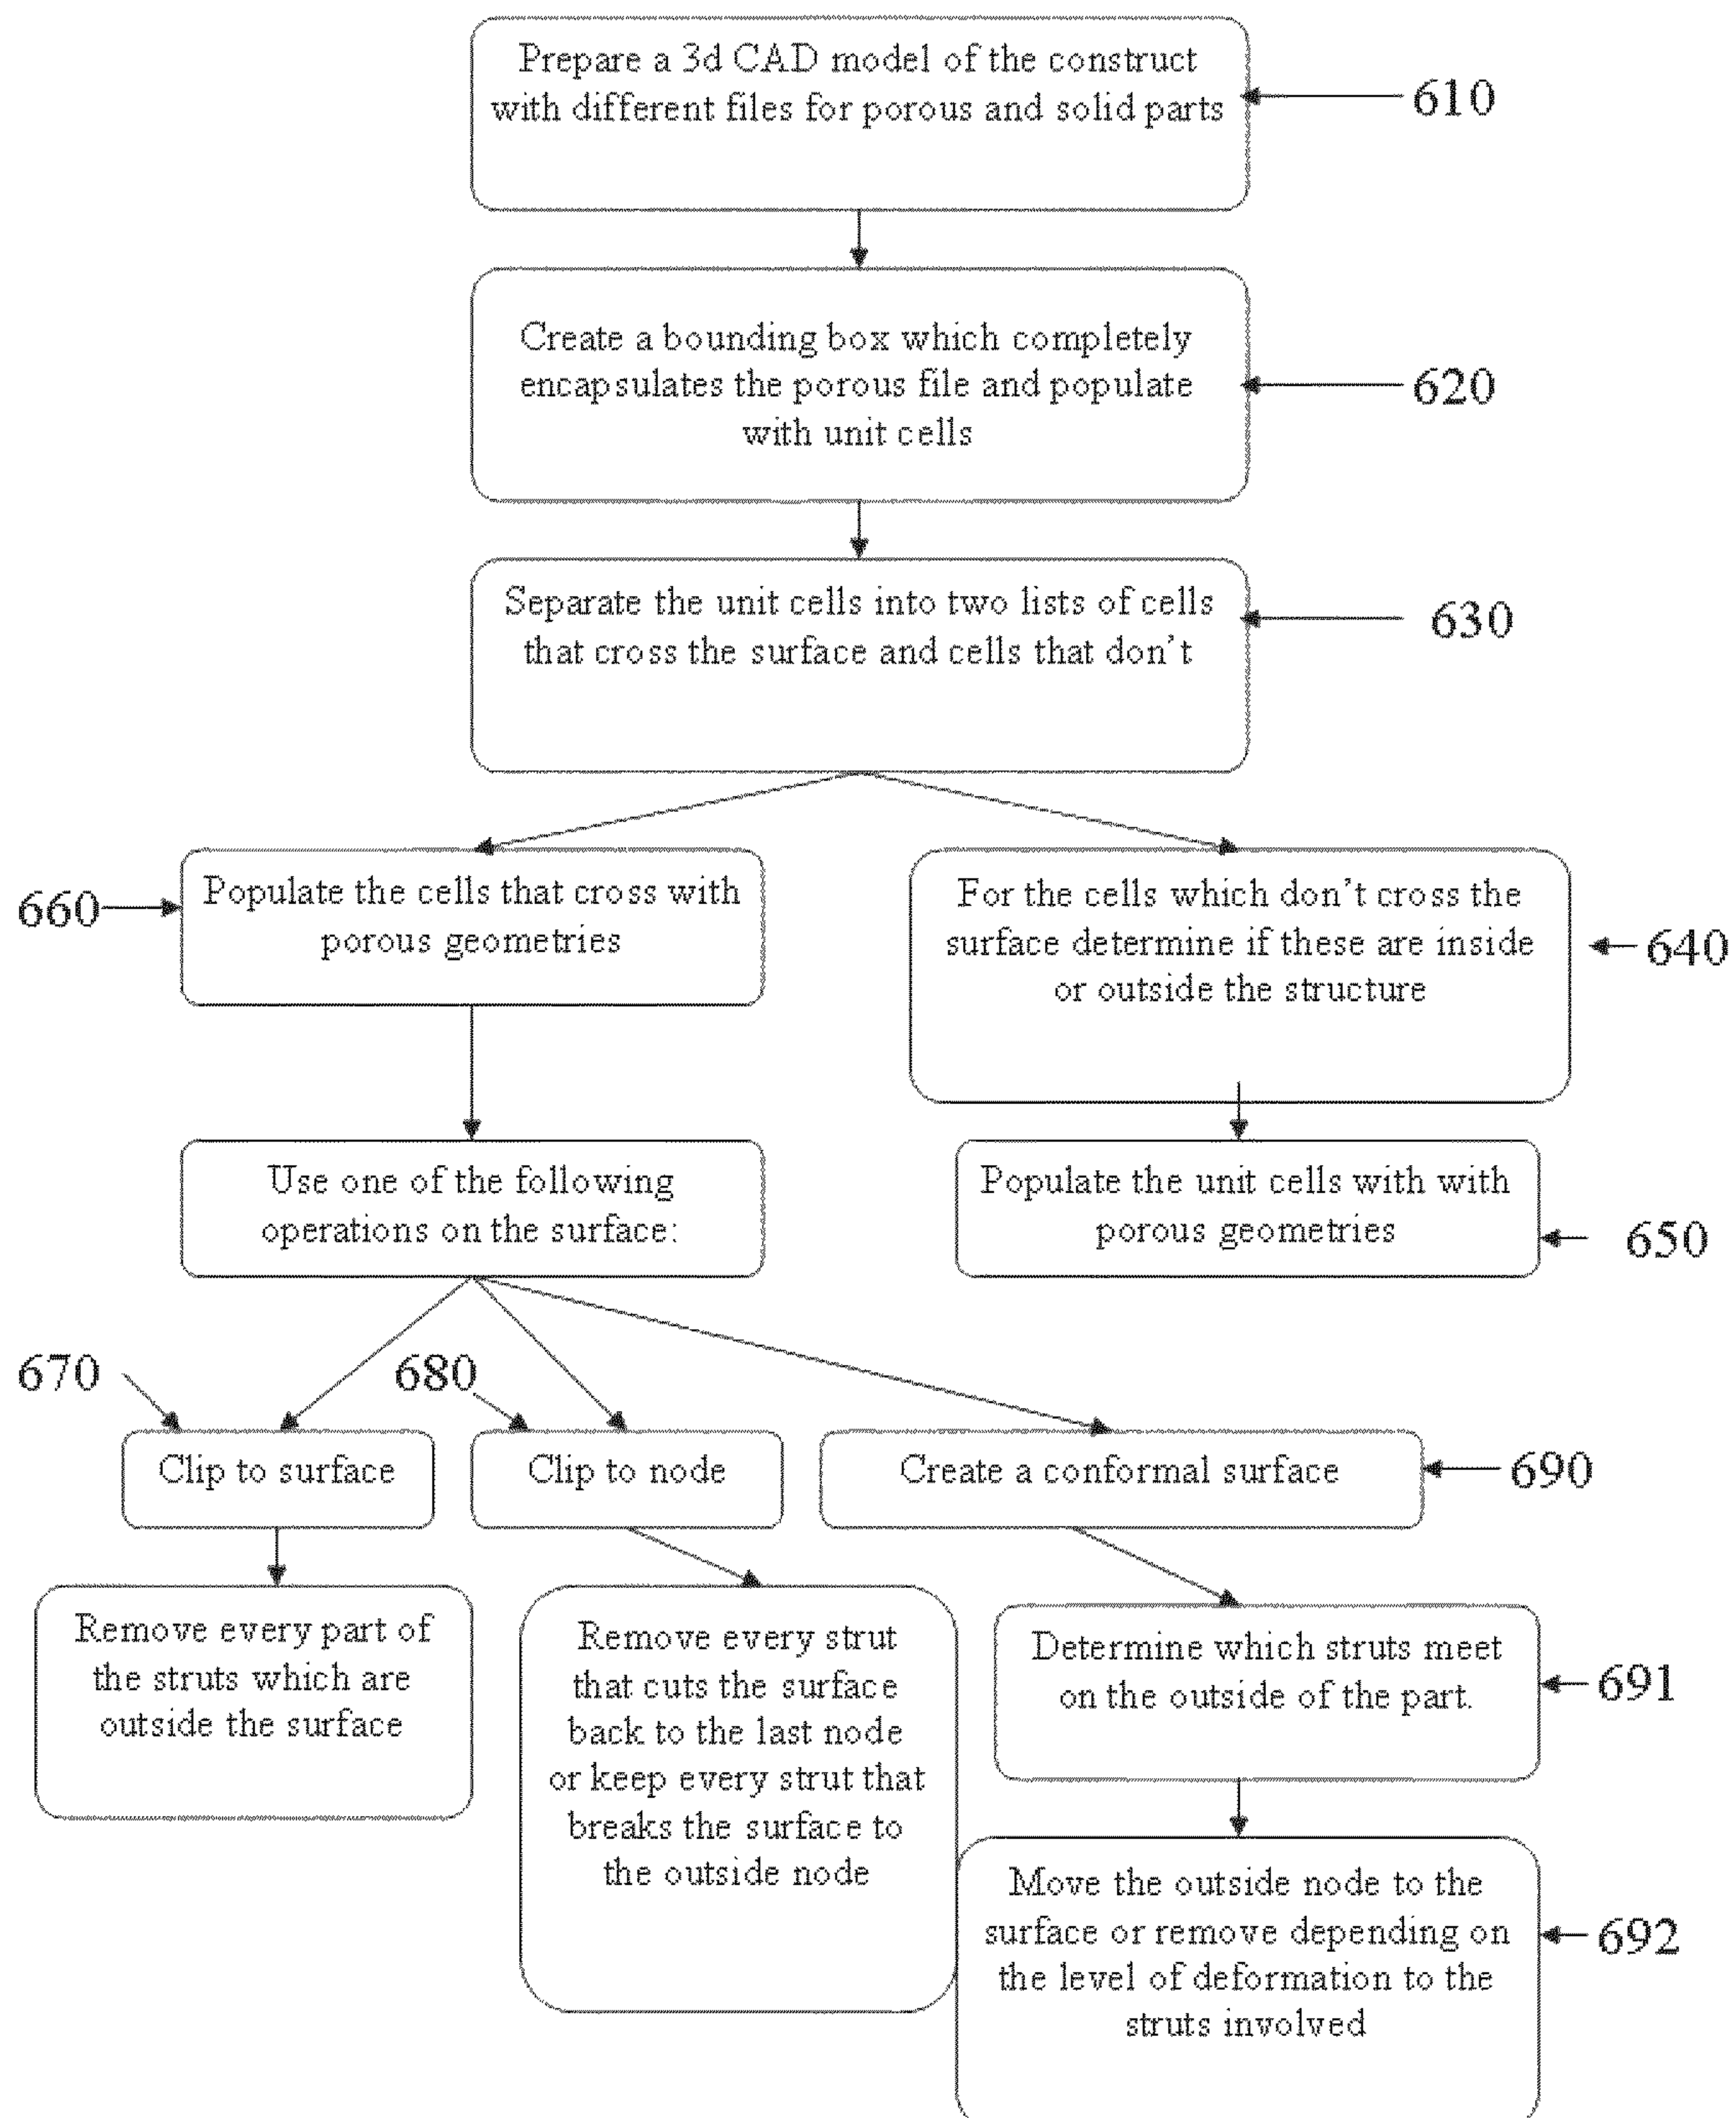 Prepare a 3d CAD model of the construct
with different files for porous and solid parts
610
Create a bounding box which completely
encapsulates the porous file and populate
with unit cells
620
Separate the unit cells into two lists of cells
that cross the surface and cells that don't
630
660
Populate the cells that cross with
porous geometries
For the cells which don't cross the
surface determine if these are inside
or outside the structure
640
Use one of the following
operations on the surface:
Populate the unit cells with with
porous geometries
650
670
Clip to surface
680
Clip to node
Create a conformal surface
690
Remove every part of
the struts which are
outside the surface
Remove every strut
that cuts the surface
back to the last node
or keep every strut that
breaks the surface to
the outside node
Determine which struts meet
on the outside of the part.
691
Move the outside node to the
surface or remove depending on
the level of deformation to the
struts involved
692